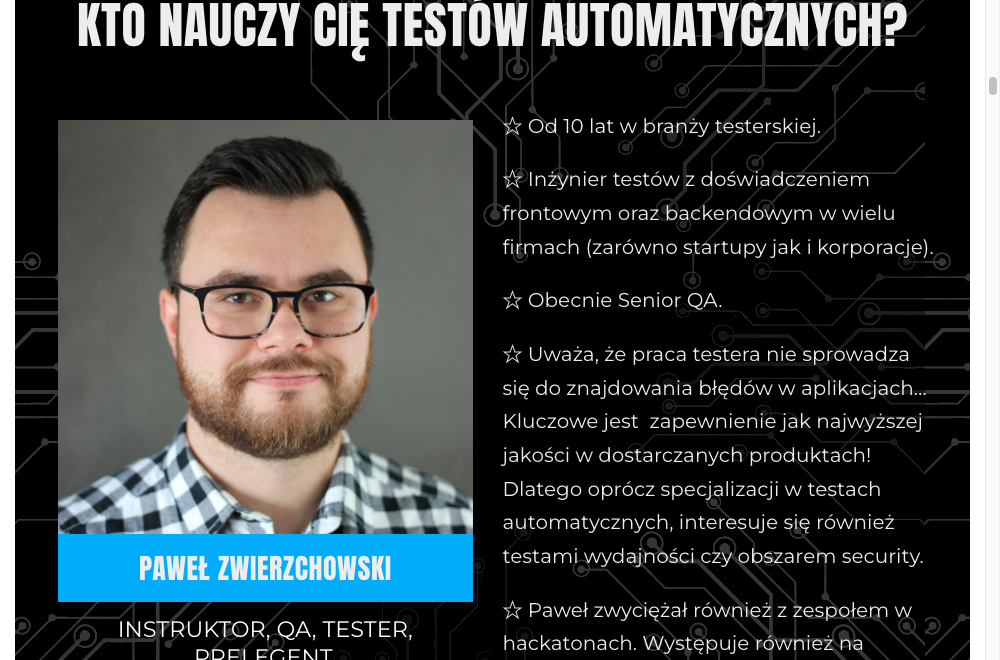 KTO NAUCZY CIĘ TESTÓW AUTOMATYCZNYCH?
☆ Od 10 lat w branży testerskiej.
☆ Inżynier testów z doświadczeniem
frontowym oraz backendowym w wielu
firmach (zarówno startupy jak i korporacje).
☆ Obecnie Senior QA.
☆ Uważa, że praca testera nie sprowadza
się do znajdowania błędów w aplikacjach...
Kluczowe jest  zapewnienie jak najwyższej
jakości w dostarczanych produktach!
Dlatego oprócz specjalizacji w testach
automatycznych, interesuje się również
testami wydajności czy obszarem security.
☆ Paweł zwyciężał również z zespołem w
hackatonach. Występuje również na
PAWEŁ ZWIERZCHOWSKI
INSTRUKTOR, QA, TESTER,
PRELEGENT